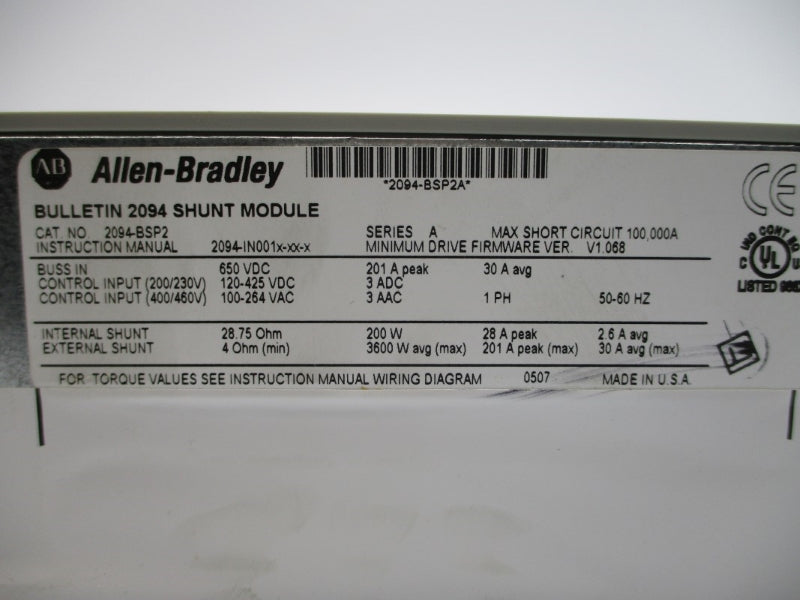 AB Allen-Bradley
*2094-BSP2A*
CE
BULLETIN 2094 SHUNT MODULE
CAT. NO. 2094-BSP2 SERIES A MAX SHORT CIRCUIT 100,000A
INSTRUCTION MANUAL 2094-IN001x-xx-x MINIMUM DRIVE FIRMWARE VER. V1.068
IND CONT EQ
C UL U
LISTED
BUSS IN 650 VDC 201 A peak 30 A avg
CONTROL INPUT (200/230V) 120-425 VDC 3 ADC
CONTROL INPUT (400/460V) 100-264 VAC 3 AAC 1 PH 50-60 HZ
INTERNAL SHUNT 28.75 Ohm 200 W 28 A peak 2.6 A avg
EXTERNAL SHUNT 4 Ohm (min) 3600 W avg (max) 201 A peak (max) 30 A avg (max)
FOR TORQUE VALUES SEE INSTRUCTION MANUAL WIRING DIAGRAM 0507 MADE IN U.S.A.